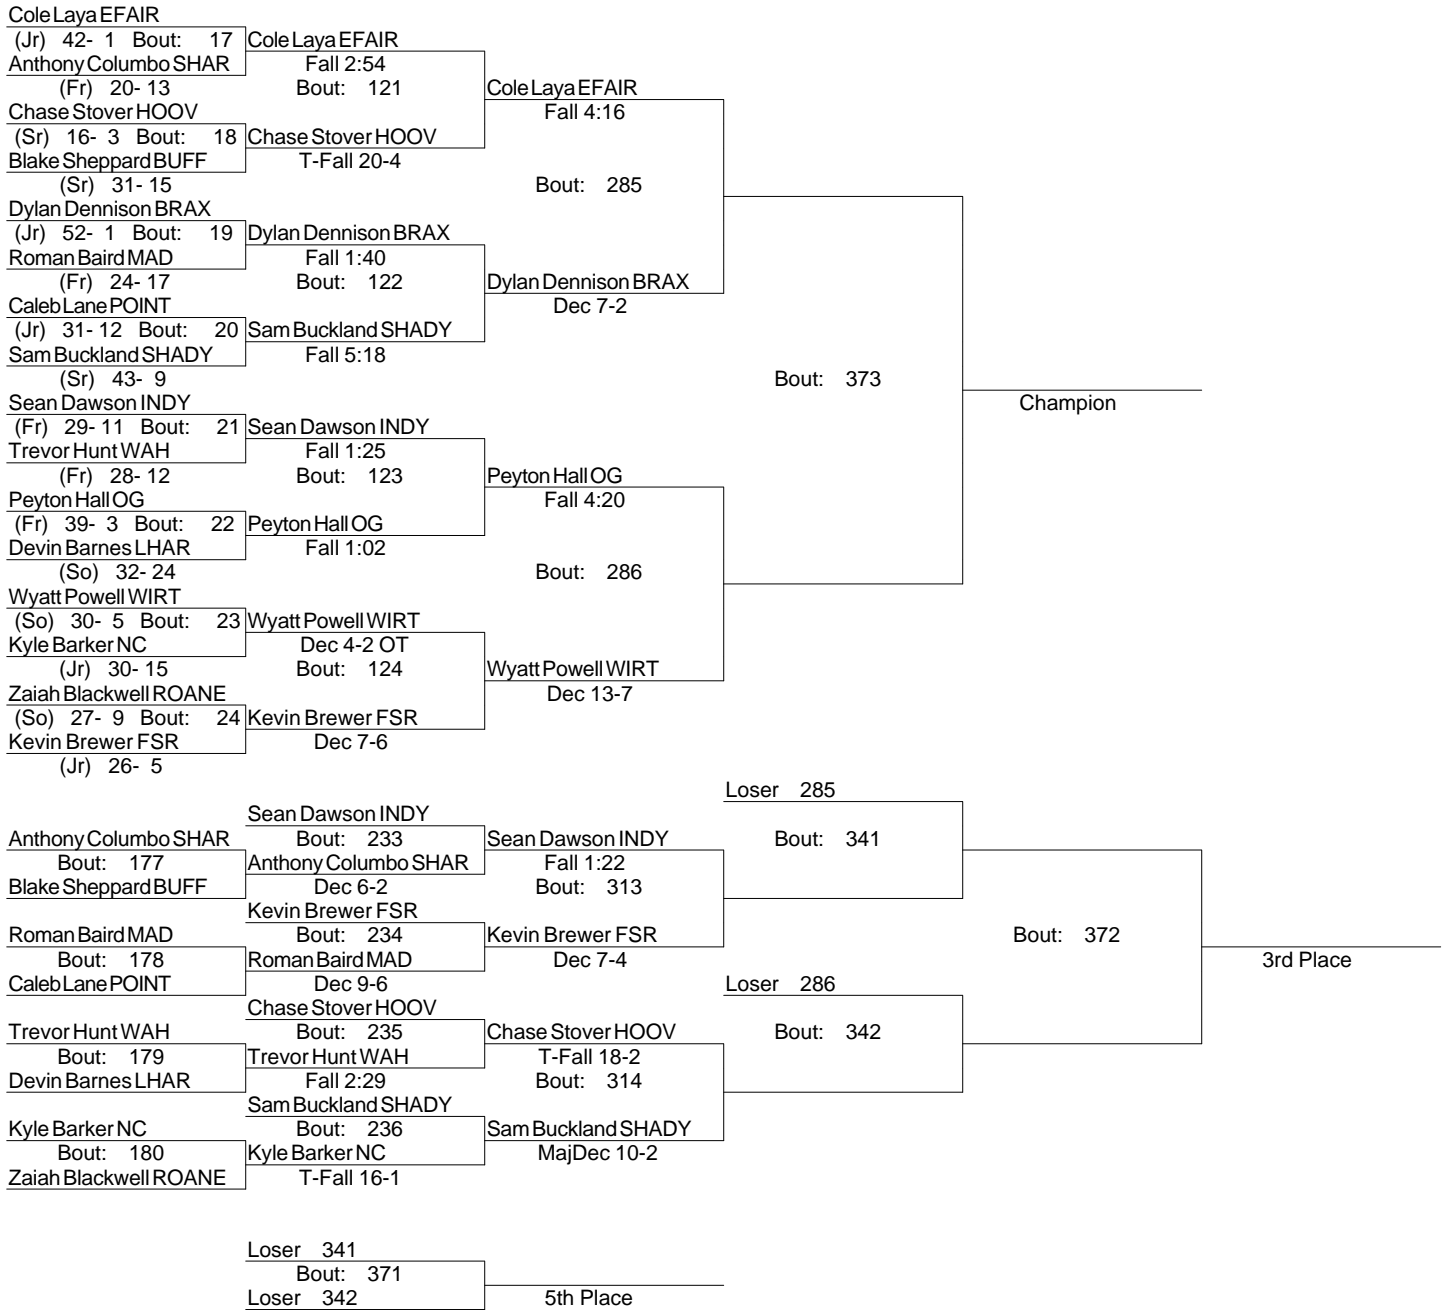 Cole Laya EFAIR
(Jr) 42- 1 Bout: 17 Cole Laya EFAIR
Anthony Columbo SHAR Fall 2:54
(Fr) 20- 13 Bout: 121 Cole Laya EFAIR
Chase Stover HOOV Fall 4:16
(Sr) 16- 3 Bout: 18 Chase Stover HOOV
Blake Sheppard BUFF T-Fall 20-4
(Sr) 31- 15 Bout: 285
Dylan Dennison BRAX
(Jr) 52- 1 Bout: 19 Dylan Dennison BRAX
Roman Baird MAD Fall 1:40
(Fr) 24- 17 Bout: 122 Dylan Dennison BRAX
Caleb Lane POINT Dec 7-2
(Jr) 31- 12 Bout: 20 Sam Buckland SHADY
Sam Buckland SHADY Fall 5:18
(Sr) 43- 9 Bout: 373
Sean Dawson INDY Champion
(Fr) 29- 11 Bout: 21 Sean Dawson INDY
Trevor Hunt WAH Fall 1:25
(Fr) 28- 12 Bout: 123 Peyton Hall OG
Peyton Hall OG Fall 4:20
(Fr) 39- 3 Bout: 22 Peyton Hall OG
Devin Barnes LHAR Fall 1:02
(So) 32- 24 Bout: 286
Wyatt Powell WIRT
(So) 30- 5 Bout: 23 Wyatt Powell WIRT
Kyle Barker NC Dec 4-2 OT
(Jr) 30- 15 Bout: 124 Wyatt Powell WIRT
Zaiah Blackwell ROANE Dec 13-7
(So) 27- 9 Bout: 24 Kevin Brewer FSR
Kevin Brewer FSR Dec 7-6
(Jr) 26- 5
Loser 285
Sean Dawson INDY
Anthony Columbo SHAR Bout: 233 Sean Dawson INDY Bout: 341
Bout: 177 Anthony Columbo SHAR Fall 1:22
Blake Sheppard BUFF Dec 6-2 Bout: 313
Kevin Brewer FSR
Roman Baird MAD Bout: 234 Kevin Brewer FSR Bout: 372
Bout: 178 Roman Baird MAD Dec 7-4 3rd Place
Caleb Lane POINT Dec 9-6 Loser 286
Chase Stover HOOV
Trevor Hunt WAH Bout: 235 Chase Stover HOOV Bout: 342
Bout: 179 Trevor Hunt WAH T-Fall 18-2
Devin Barnes LHAR Fall 2:29 Bout: 314
Sam Buckland SHADY
Kyle Barker NC Bout: 236 Sam Buckland SHADY
Bout: 180 Kyle Barker NC MajDec 10-2
Zaiah Blackwell ROANE T-Fall 16-1
Loser 341
Bout: 371
Loser 342 5th Place